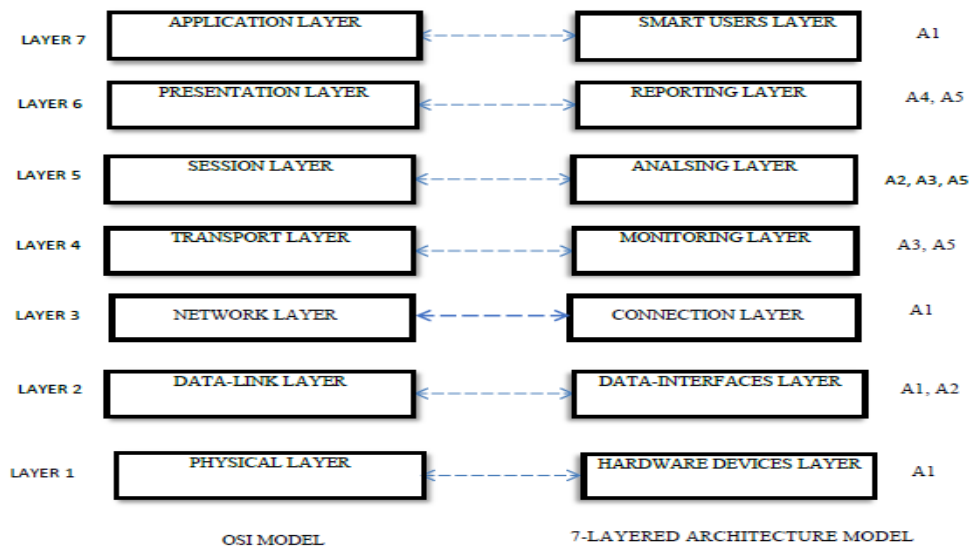 LAYER 7 APPLICATION LAYER SMART USERS LAYER A1
LAYER 6 PRESENTATION LAYER REPORTING LAYER A4, A5
LAYER 5 SESSION LAYER ANALSING LAYER A2, A3, A5
LAYER 4 TRANSPORT LAYER MONITORING LAYER A3, A5
LAYER 3 NETWORK LAYER CONNECTION LAYER A1
LAYER 2 DATA-LINK LAYER DATA-INTERFACES LAYER A1, A2
LAYER 1 PHYSICAL LAYER HARDWARE DEVICES LAYER A1
OSI MODEL 7-LAYERED ARCHITECTURE MODEL